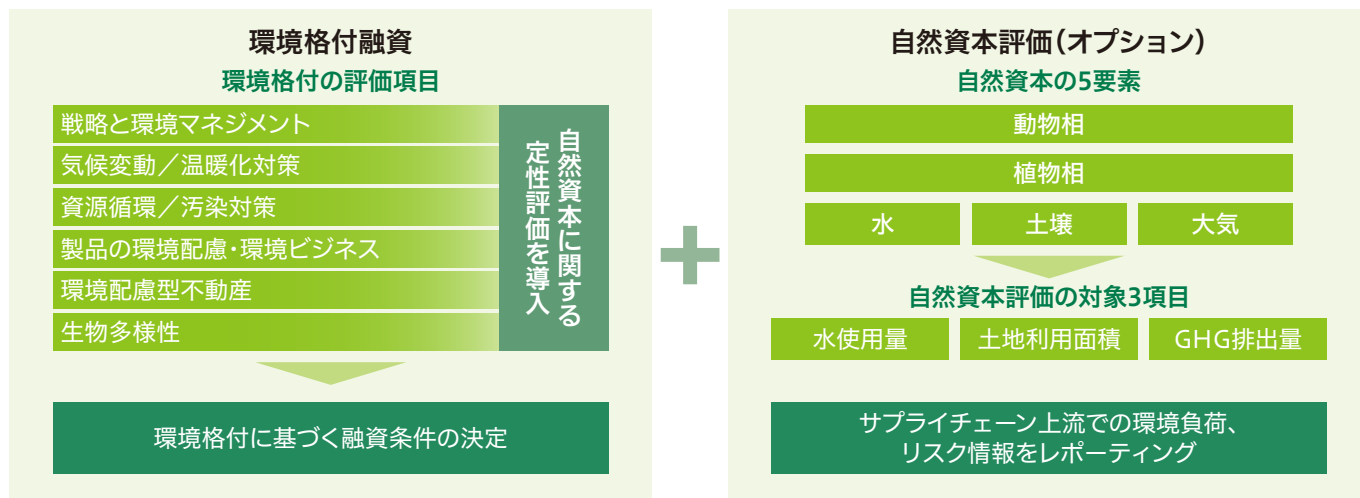 環境格付融資
環境格付の評価項目
戦略と環境マネジメント
気候変動／温暖化対策
資源循環／汚染対策
製品の環境配慮・環境ビジネス
環境配慮型不動産
生物多様性
自然資本に関する
定性評価を導入
環境格付に基づく融資条件の決定
自然資本評価(オプション)
自然資本の5要素
動物相
植物相
水
土壌
大気
自然資本評価の対象3項目
水使用量
土地利用面積
GHG排出量
サプライチェーン上流での環境負荷、
リスク情報をレポーティング